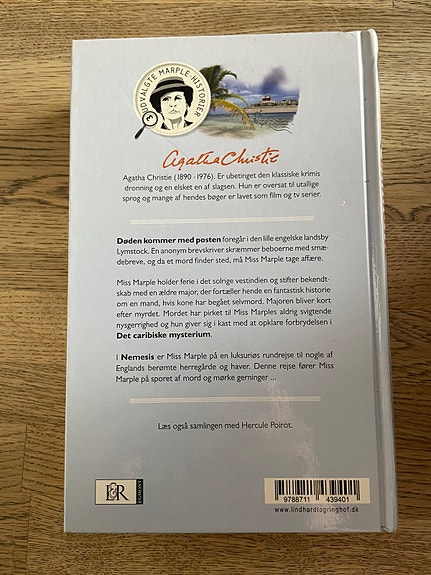 3 UDVALGTE MARPLE-HISTORIER
Agatha Christie
Agatha Christie (1890 -1976). Er ubetinget den klassiske krimis
dronning og en elsket en af slagsen. Hun er oversat til utallige
sprog og mange af hendes bøger er lavet som film og tv serier.
Døden kommer med posten foregår i den lille engelske landsby
Lymstock. En anonym brevskriver skræmmer beboerne med smæ-
debreve, og da et mord finder sted, må Miss Marple tage affære.
Miss Marple holder ferie i det solrige vestindien og stifter bekendt-
skab med en ældre major, der fortæller hende en fantastisk historie
om en mand, hvis kone har begået selvmord. Majoren bliver kort
efter myrdet. Mordet har pirket til Miss Marples aldrig svigtende
nysgerrighed og hun giver sig i kast med at opklare forbrydelsen i
Det caribiske mysterium.
I Nemesis er Miss Marple på en luksuriøs rundrejse til nogle af
Englands berømte herregårde og haver. Denne rejse fører Miss
Marple på sporet af mord og mørke gerninger ...
Læs også samlingen med Hercule Poirot.
L&R
EGMONT
9788711 439401
www.lindhardtogringhof.dk